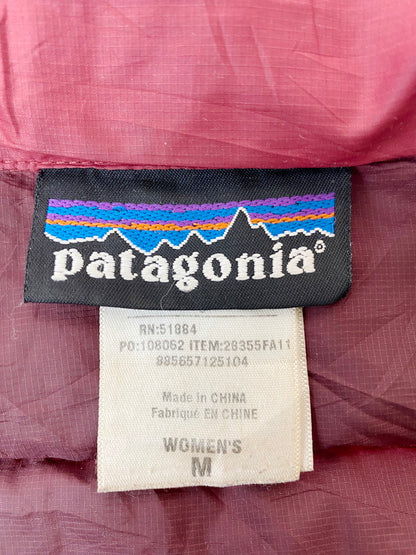 patagonia®
RN:51884
PO:108062 ITEM:28355FA11
885657125104
Made in CHINA
Fabriqué EN CHINE
WOMEN'S
M